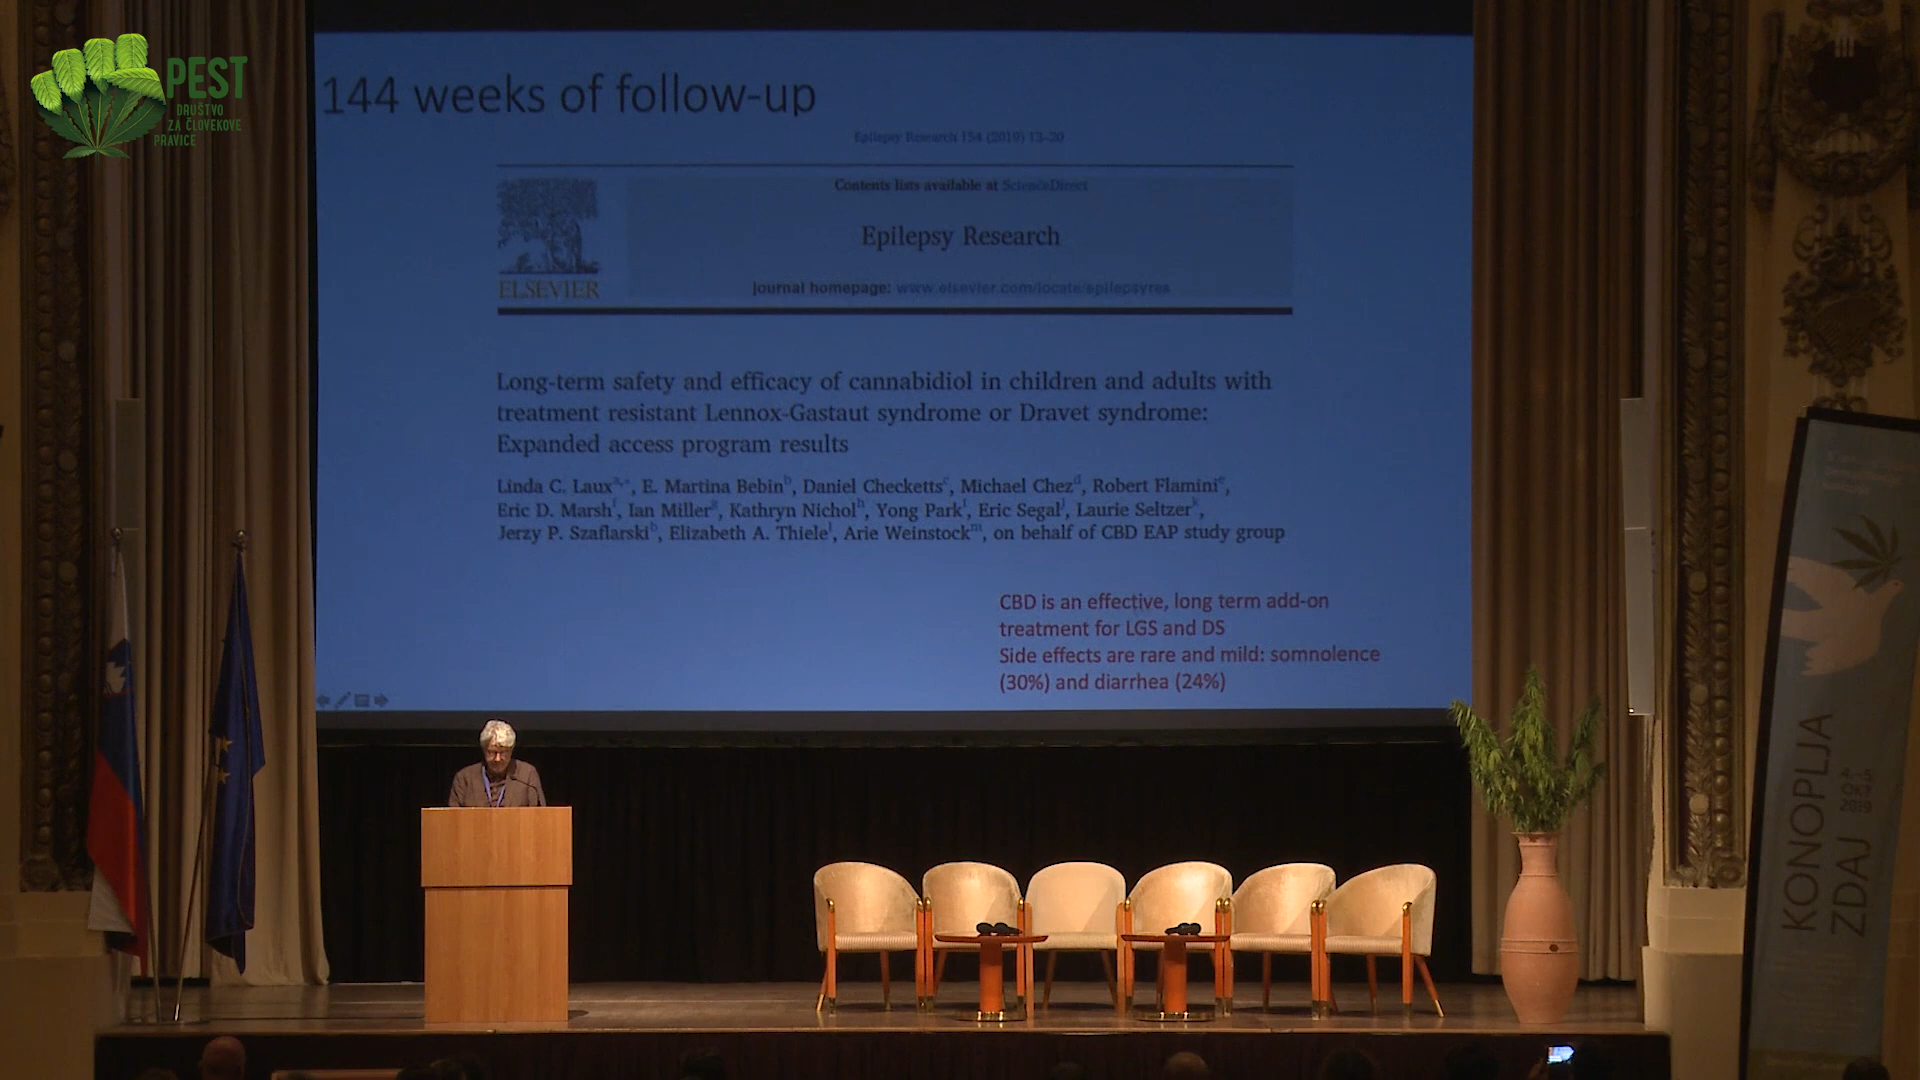 PEST
DRUŠTVO
ZA ČLOVEKOVE
PRAVICE
144 weeks of follow-up
Epilepsy Research 154 (2019) 13–20
Contents lists available at ScienceDirect
Epilepsy Research
journal homepage: www.elsevier.com/locate/epilepsyres
ELSEVIER
Long-term safety and efficacy of cannabidiol in children and adults with
treatment resistant Lennox-Gastaut syndrome or Dravet syndrome:
Expanded access program results
Linda C. Laux a,*, E. Martina Bebin b, Daniel Checketts c, Michael Chez d, Robert Flamini e,
Eric D. Marsh f, Ian Miller g, Kathryn Nichol h, Yong Park i, Eric Segal j, Laurie Seltzer k,
Jerzy P. Szaflarski b, Elizabeth A. Thiele l, Arie Weinstock m, on behalf of CBD EAP study group
CBD is an effective, long term add-on
treatment for LGS and DS
Side effects are rare and mild: somnolence
(30%) and diarrhea (24%)
KONOPLJA
ZDAJ
4.-5.
OKT
2019